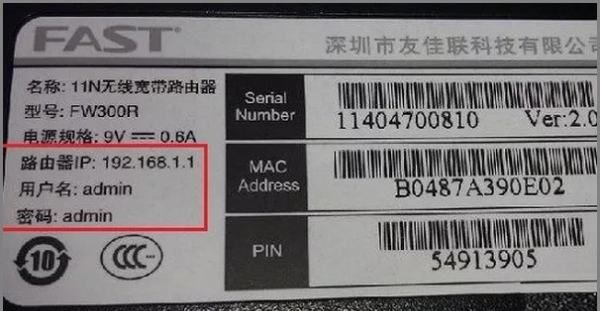 FAST
深圳市友佳联科技有限公司
名称: 11N无线宽带路由器
型号: FW300R
电源规格: 9V 0.6A
路由器IP: 192.168.1.1
用户名: admin
密码: admin
10
CCC
Serial Number
11404700810 Ver:2.0
MAC Address
B0487A390E02
PIN
54913905